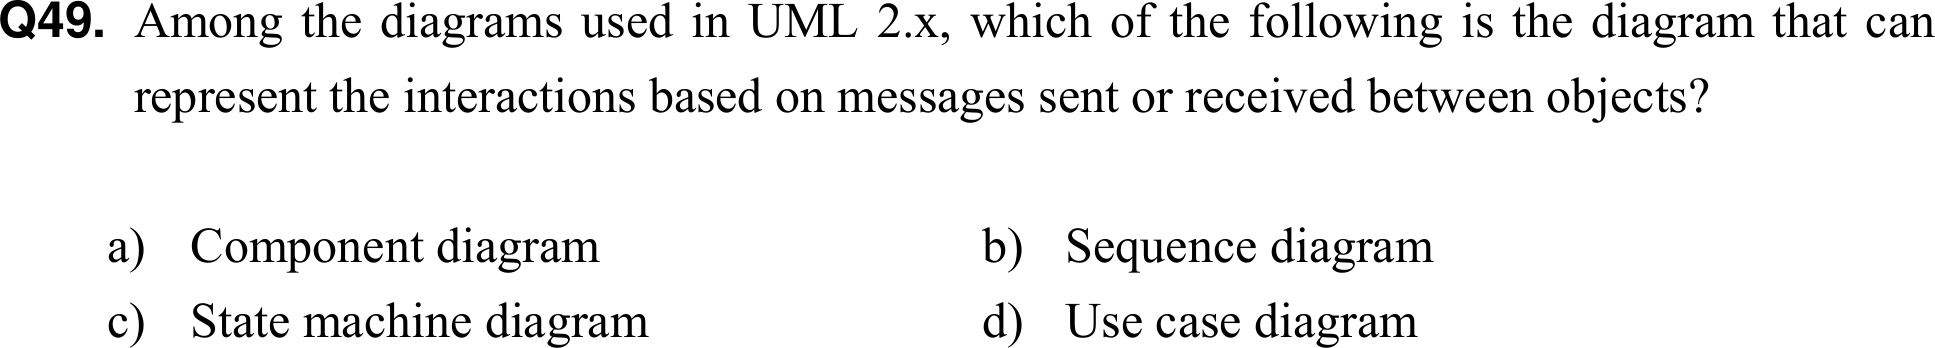 Q49. Among the diagrams used in UML 2.x, which of the following is the diagram that can
represent the interactions based on messages sent or received between objects?
a) Component diagram b) Sequence diagram
c) State machine diagram d) Use case diagram